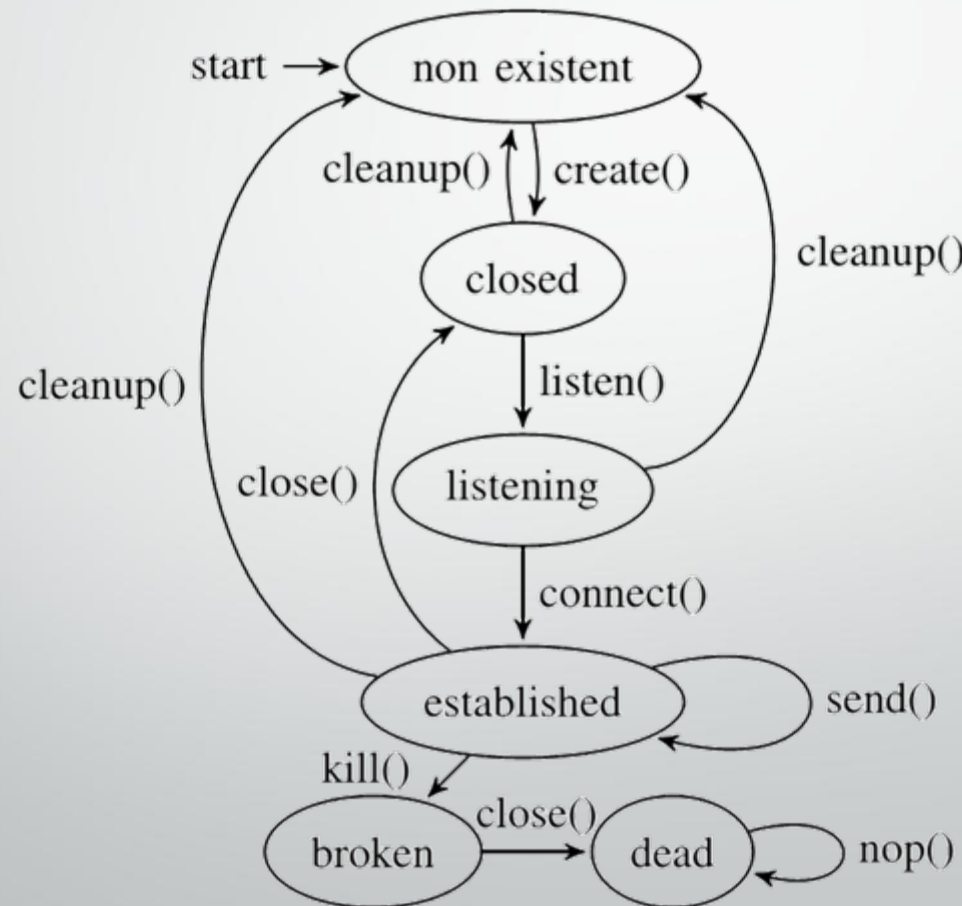 start
non existent
cleanup()
create()
closed
cleanup()
cleanup()
listen()
close()
listening
connect()
established
send()
kill()
close()
broken
dead
nop()